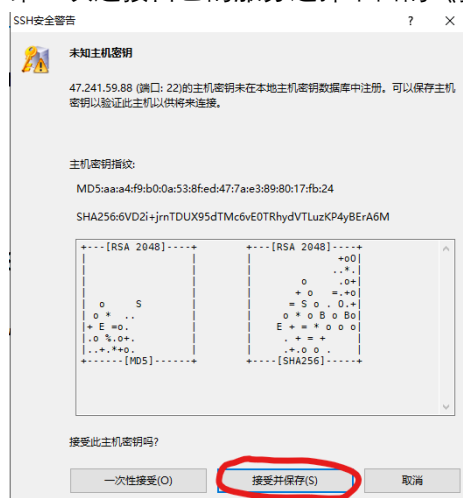 SSH安全警告 ? ×
未知主机密钥
47.241.59.88 (端口: 22)的主机密钥未在本地主机密钥数据库中注册。可以保存主机
密钥以验证此主机以供将来连接。
主机密钥指纹:
MD5:aa:a4:f9:b0:0a:53:8f:ed:47:7a:e3:89:80:17:fb:24
SHA256:6VD2i+jrnTDUX95dTMc6vE0TRhydVTLuzKP4yBErA6M
+---[RSA 2048]----+ +---[RSA 2048]----+
| | | +oO|
| | | ..*.|
| | | o .o+|
| | | + o =.+o|
| o S | | = S o . O.+|
| o * .. | | o * o B o Bo|
|+ E =o. | | E + = * o o o|
|.o %.o+. | | . + = + |
|..+.*+o. | | .+.o o . |
+------[MD5]------+ +----[SHA256]-----+
接受此主机密钥吗?
一次性接受(O) 接受并保存(S) 取消